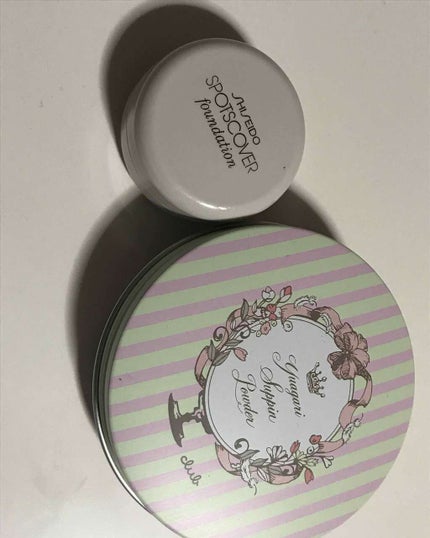 SHISEIDO
SPOTSCOVER
foundation
Yuagari
Suppin
Powder
club